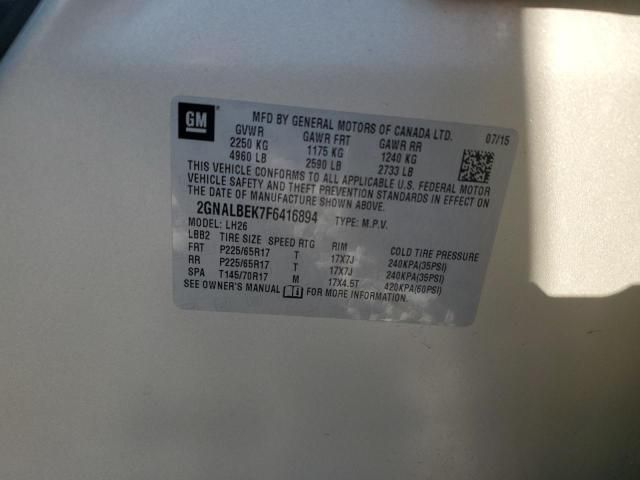 GM
MFD BY GENERAL MOTORS OF CANADA LTD. 07/15
GVWR GAWR FRT GAWR RR
2250 KG 1175 KG 1240 KG
4960 LB 2590 LB 2733 LB
THIS VEHICLE CONFORMS TO ALL APPLICABLE U.S. FEDERAL MOTOR
VEHICLE SAFETY AND THEFT PREVENTION STANDARDS IN EFFECT ON
THE DATE OF MANUFACTURE SHOWN ABOVE.
2GNALBEK7F6416894 TYPE: M.P.V.
MODEL: LH26
LBB2 TIRE SIZE SPEED RTG RIM COLD TIRE PRESSURE
FRT P225/65R17 T 17X7J 240KPA(35PSI)
RR P225/65R17 T 17X7J 240KPA(35PSI)
SPA T145/70R17 M 17X4.5T 420KPA(60PSI)
SEE OWNER'S MANUAL FOR MORE INFORMATION.